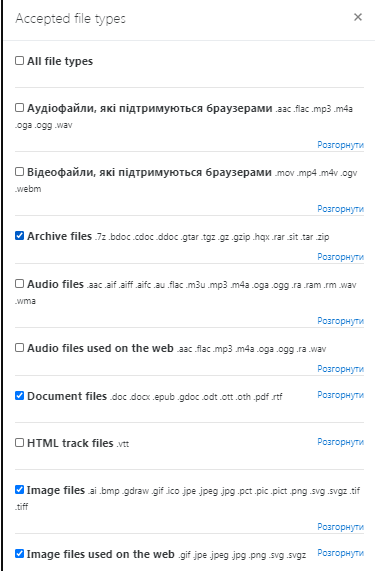 Accepted file types ×
All file types
Аудіофайли, які підтримуються браузерами .aac .flac .mp3 .m4a
.oga .ogg .wav
Розгорнути
Відеофайли, які підтримуються браузерами .mov .mp4 .m4v .ogv
.webm
Розгорнути
Archive files .7z .bdoc .cdoc .ddoc .gtar .tgz .gz .gzip .hqx .rar .sit .tar .zip
Розгорнути
Audio files .aac .aif .aiff .aifc .au .flac .m3u .mp3 .m4a .oga .ogg .ra .ram .rm .wav
.wma
Розгорнути
Audio files used on the web .aac .flac .mp3 .m4a .oga .ogg .ra .wav
Розгорнути
Document files .doc .docx .epub .gdoc .odt .ott .oth .pdf .rtf Розгорнути
HTML track files .vtt Розгорнути
Image files .ai .bmp .gdraw .gif .ico .jpe .jpeg .jpg .pct .pic .pict .png .svg .svgz .tif
.tiff
Розгорнути
Image files used on the web .gif .jpe .jpeg .jpg .png .svg .svgz Розгорнути